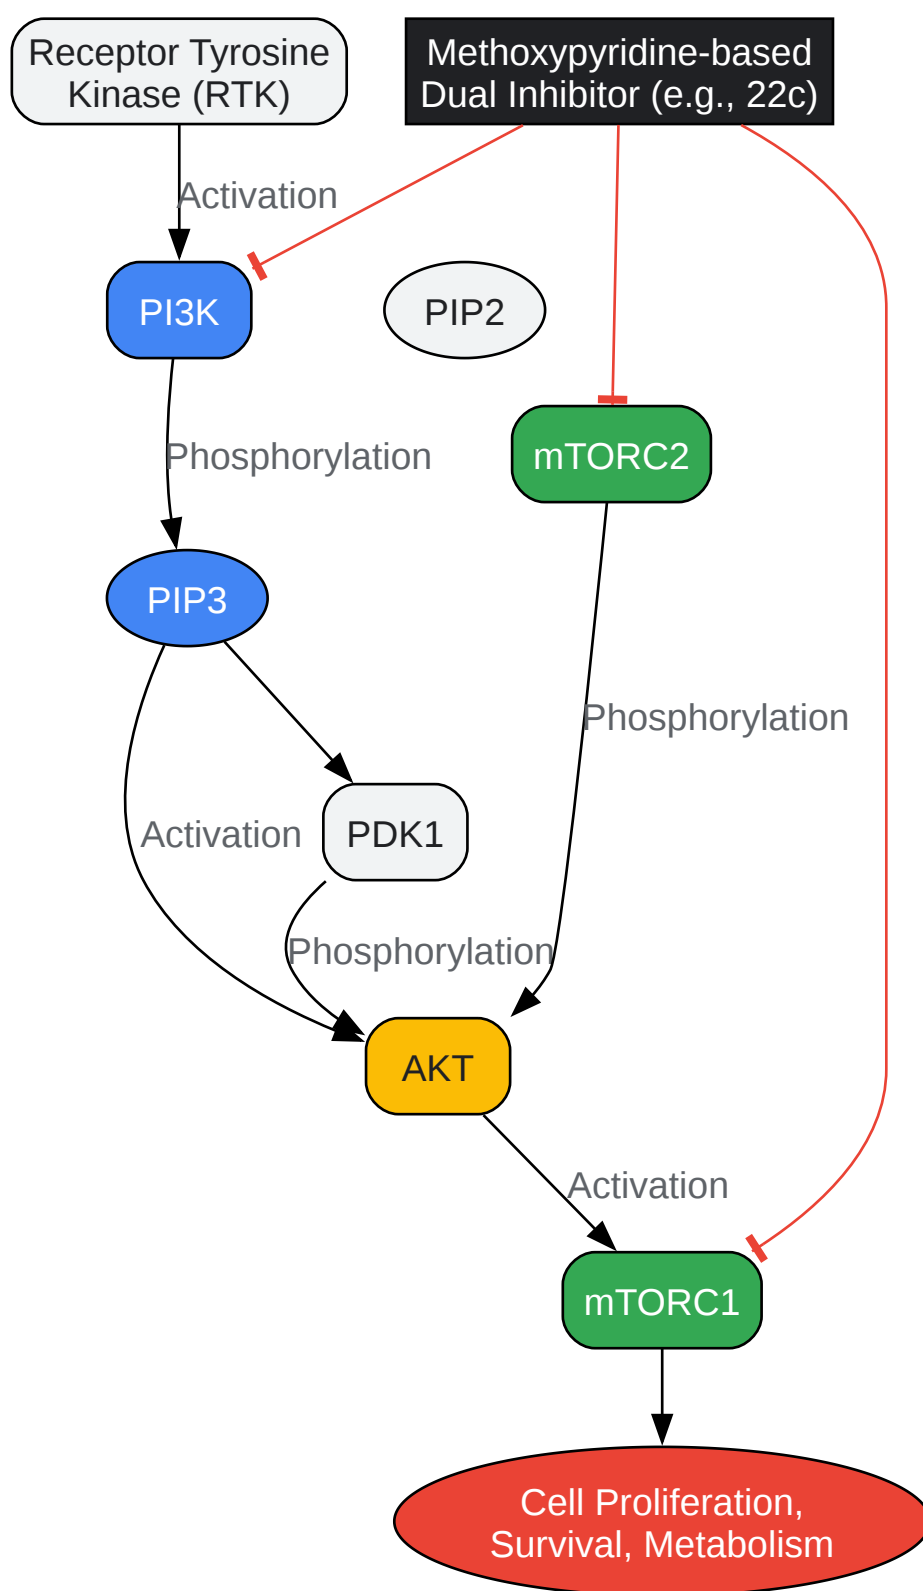 Receptor Tyrosine
Kinase (RTK)
Methoxypyridine-based
Dual Inhibitor (e.g., 22c)
Activation
PI3K
PIP2
Phosphorylation
mTORC2
PIP3
Phosphorylation
Activation
PDK1
Phosphorylation
AKT
Activation
mTORC1
Cell Proliferation,
Survival, Metabolism